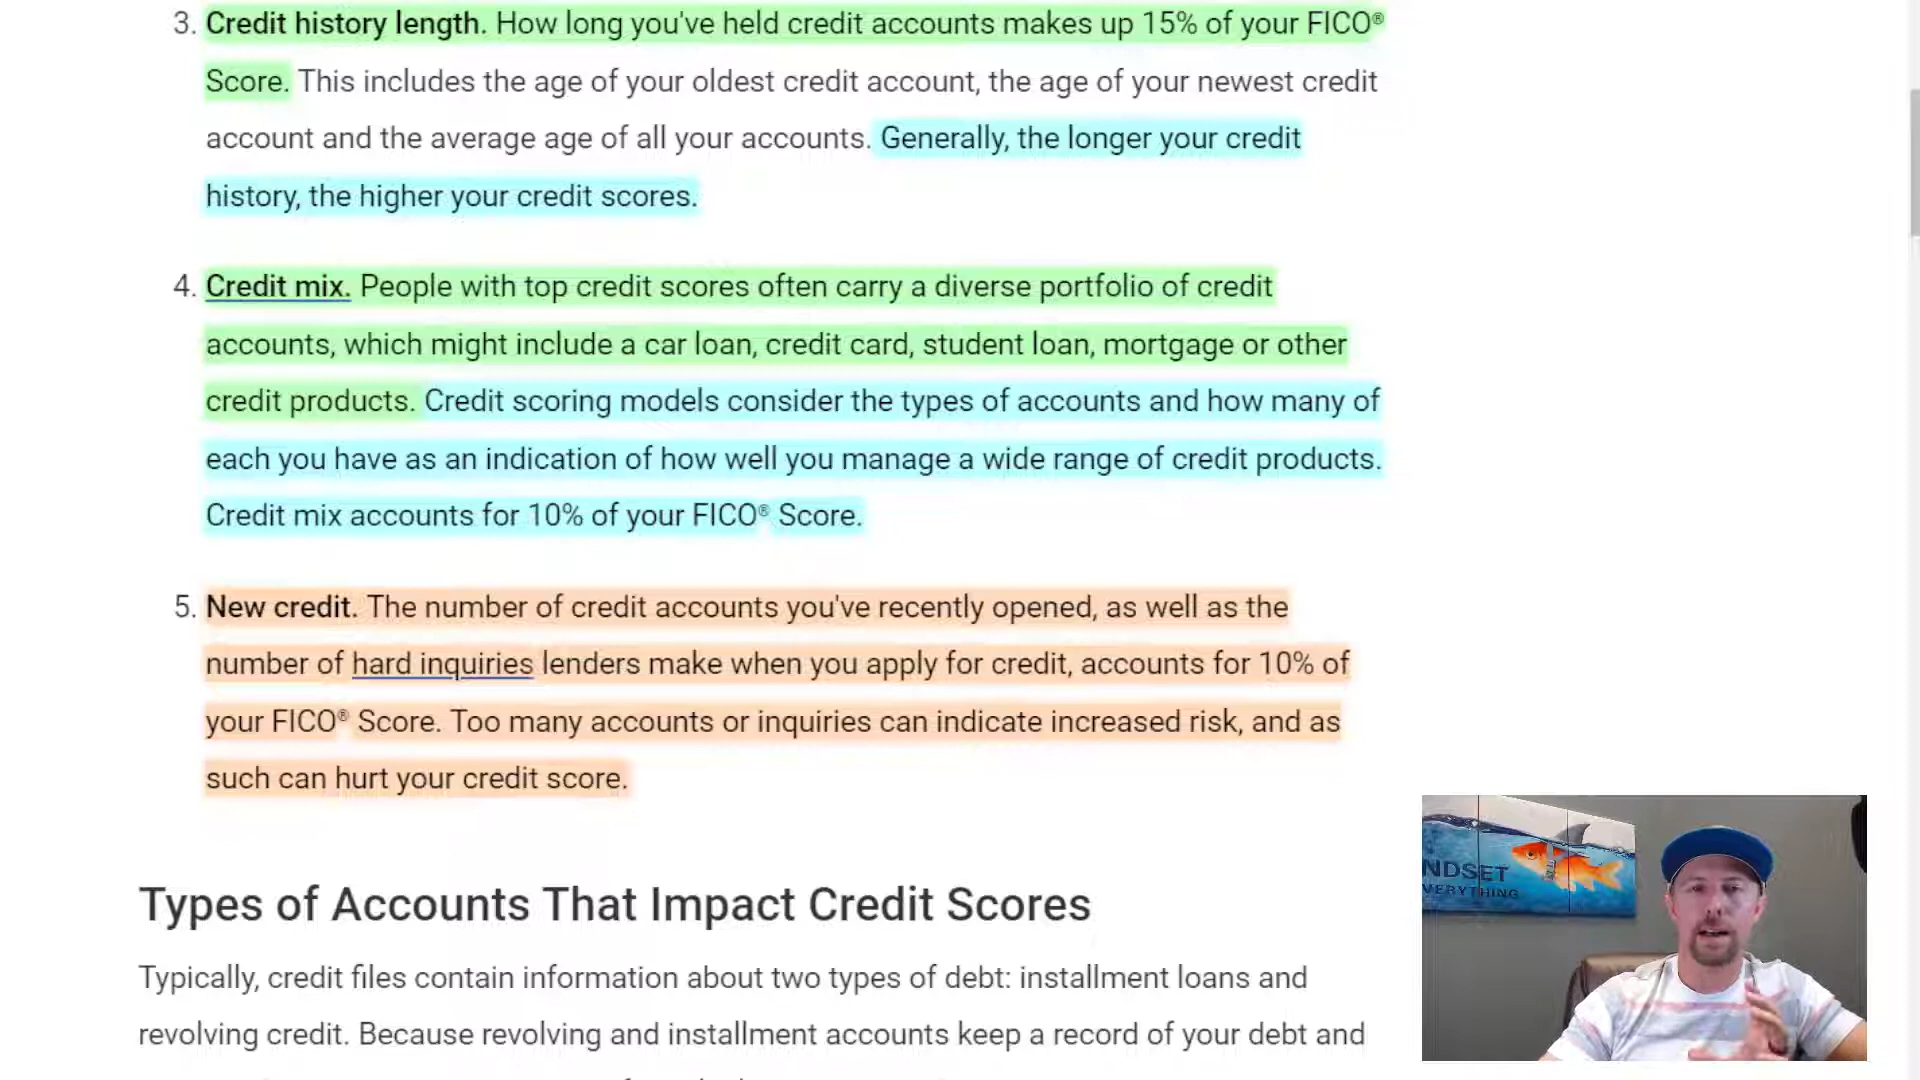 3. Credit history length. How long you've held credit accounts makes up 15% of your FICO®
Score. This includes the age of your oldest credit account, the age of your newest credit
account and the average age of all your accounts. Generally, the longer your credit
history, the higher your credit scores.
4. Credit mix. People with top credit scores often carry a diverse portfolio of credit
accounts, which might include a car loan, credit card, student loan, mortgage or other
credit products. Credit scoring models consider the types of accounts and how many of
each you have as an indication of how well you manage a wide range of credit products.
Credit mix accounts for 10% of your FICO® Score.
5. New credit. The number of credit accounts you've recently opened, as well as the
number of hard inquiries lenders make when you apply for credit, accounts for 10% of
your FICO® Score. Too many accounts or inquiries can indicate increased risk, and as
such can hurt your credit score.
Types of Accounts That Impact Credit Scores
Typically, credit files contain information about two types of debt: installment loans and
revolving credit. Because revolving and installment accounts keep a record of your debt and
NDSET
VERYTHING